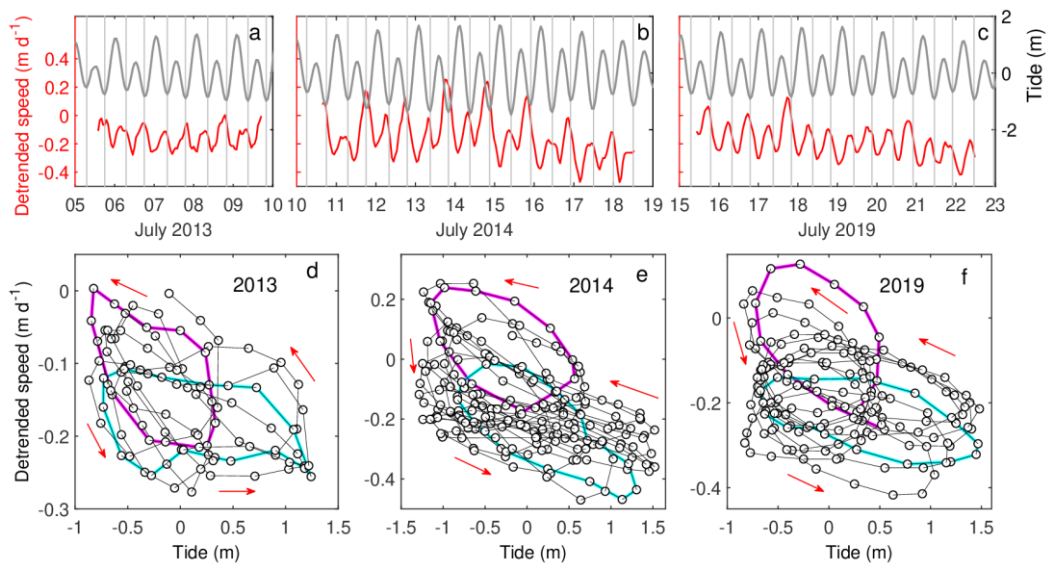 a
b
c
Detrended speed (m d⁻¹)
0.4
0.2
0
-0.2
-0.4
2
0
-2
Tide (m)
05 06 07 08 09 10
10 11 12 13 14 15 16 17 18 19
15 16 17 18 19 20 21 22 23
July 2013
July 2014
July 2019
d
2013
e
2014
f
2019
Detrended speed (m d⁻¹)
0
-0.1
-0.2
-0.3
0.2
0
-0.2
-0.4
0
-0.2
-0.4
-1 -0.5 0 0.5 1 1.5
-1.5 -1 -0.5 0 0.5 1 1.5
-1 -0.5 0 0.5 1 1.5
Tide (m)
Tide (m)
Tide (m)